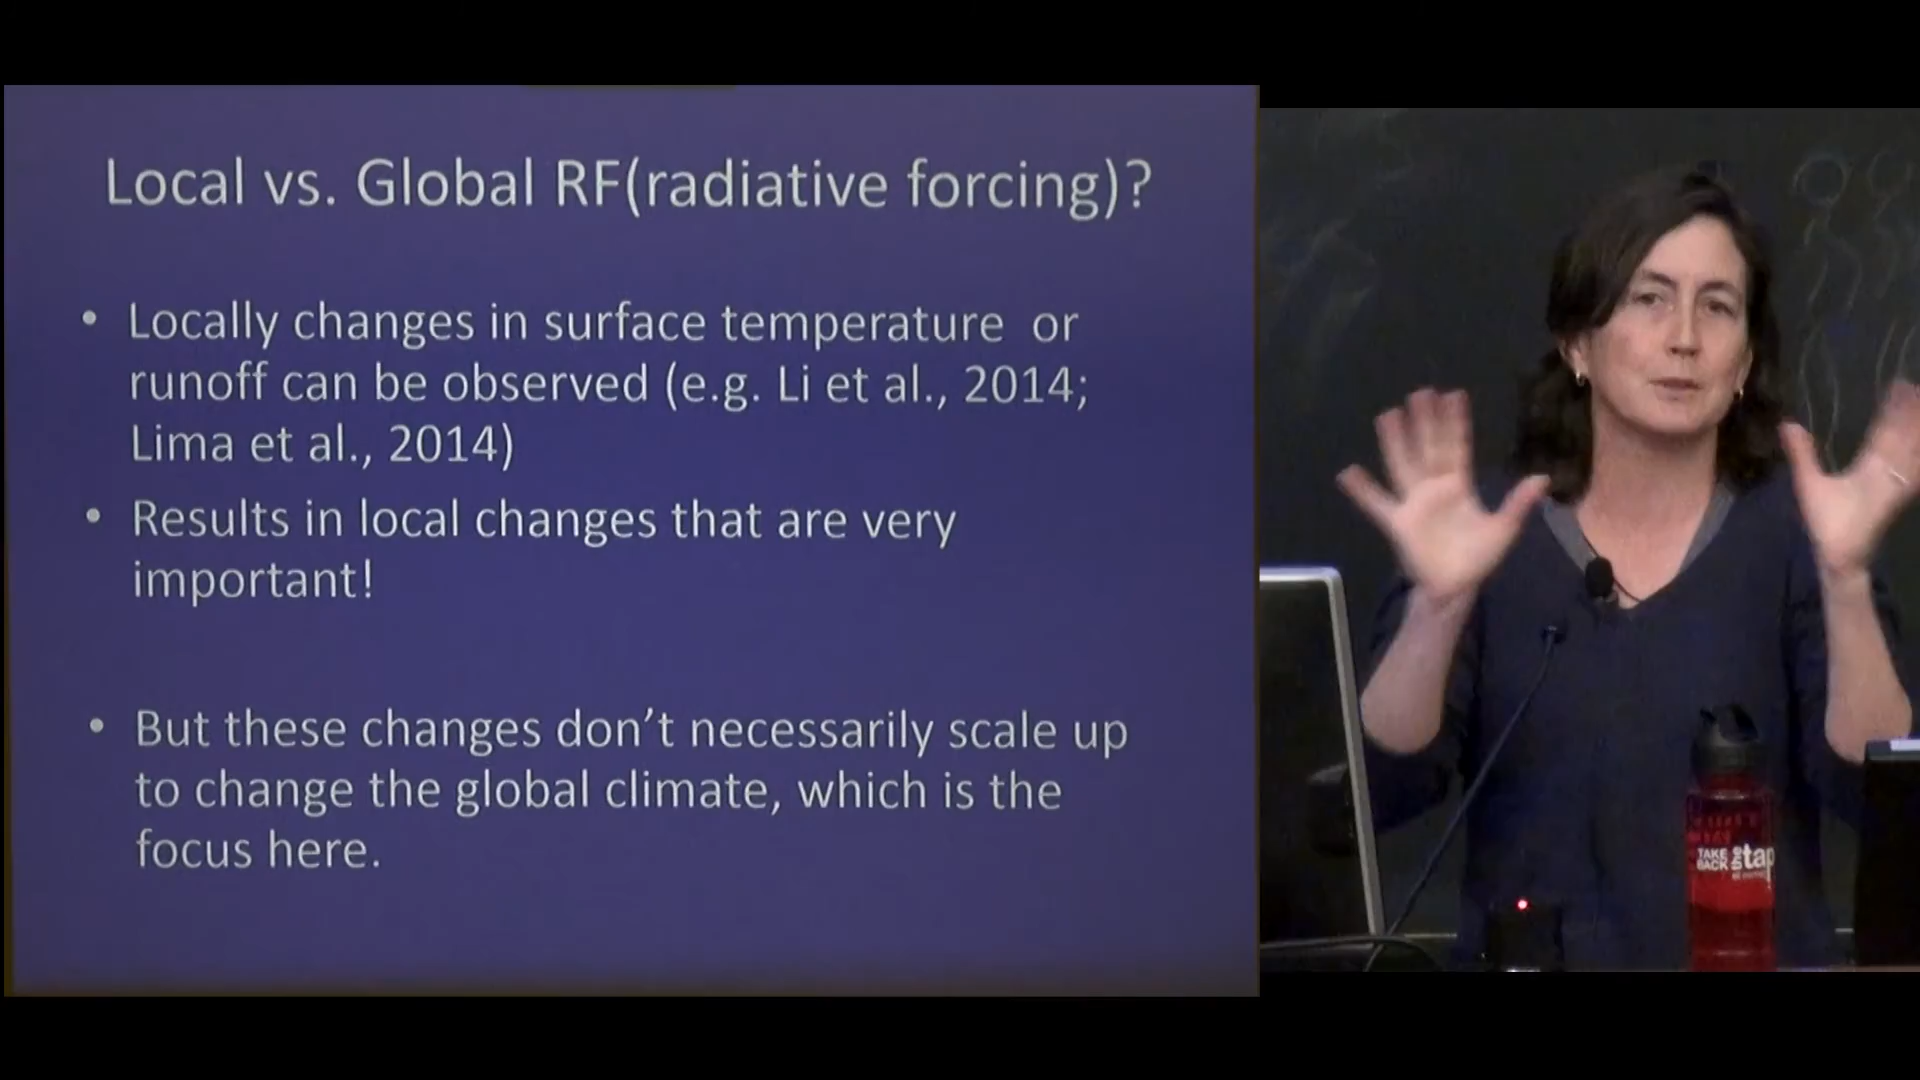 Local vs. Global RF(radiative forcing)?
• Locally changes in surface temperature or
runoff can be observed (e.g. Li et al., 2014;
Lima et al., 2014)
• Results in local changes that are very
important!
• But these changes don't necessarily scale up
to change the global climate, which is the
focus here.
TAKE
BACK
the
tap